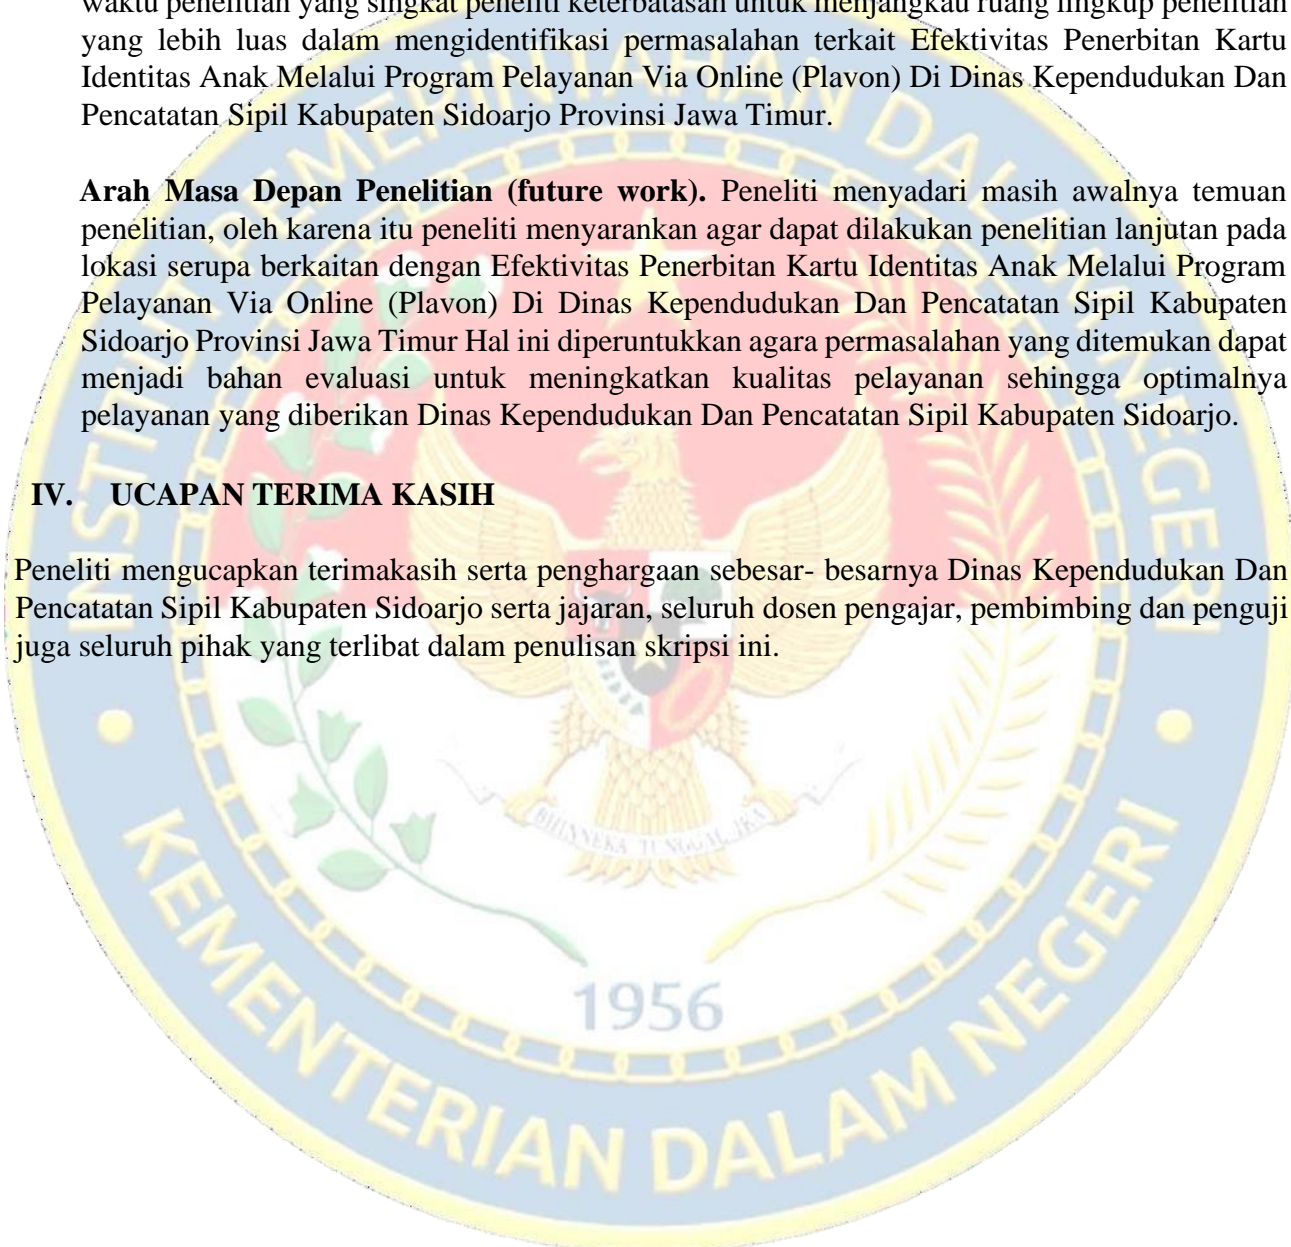 waktu penelitian yang singkat peneliti keterbatasan untuk menjangkau ruang lingkup penelitian
yang lebih luas dalam mengidentifikasi permasalahan terkait Efektivitas Penerbitan Kartu
Identitas Anak Melalui Program Pelayanan Via Online (Plavon) Di Dinas Kependudukan Dan
Pencatatan Sipil Kabupaten Sidoarjo Provinsi Jawa Timur.
Arah Masa Depan Penelitian (future work). Peneliti menyadari masih awalnya temuan
penelitian, oleh karena itu peneliti menyarankan agar dapat dilakukan penelitian lanjutan pada
lokasi serupa berkaitan dengan Efektivitas Penerbitan Kartu Identitas Anak Melalui Program
Pelayanan Via Online (Plavon) Di Dinas Kependudukan Dan Pencatatan Sipil Kabupaten
Sidoarjo Provinsi Jawa Timur Hal ini diperuntukkan agara permasalahan yang ditemukan dapat
menjadi bahan evaluasi untuk meningkatkan kualitas pelayanan sehingga optimalnya
pelayanan yang diberikan Dinas Kependudukan Dan Pencatatan Sipil Kabupaten Sidoarjo.
IV. UCAPAN TERIMA KASIH
Peneliti mengucapkan terimakasih serta penghargaan sebesar- besarnya Dinas Kependudukan Dan
Pencatatan Sipil Kabupaten Sidoarjo serta jajaran, seluruh dosen pengajar, pembimbing dan penguji
juga seluruh pihak yang terlibat dalam penulisan skripsi ini.
INSTITUT PEMERINTAHAN DALAM NEGERI
BHINNEKA TUNGGAL IKA
1956
KEMENTERIAN DALAM NEGERI